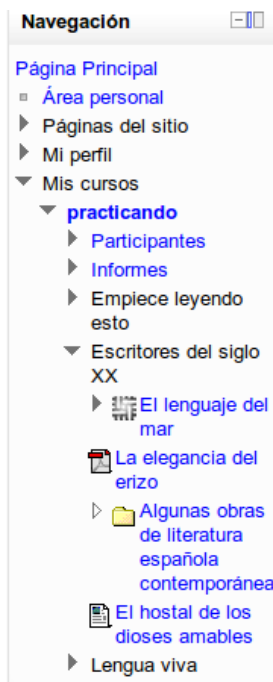 Navegación
Página Principal
Área personal
Páginas del sitio
Mi perfil
Mis cursos
practicando
Participantes
Informes
Empiece leyendo
esto
Escritores del siglo
XX
El lenguaje del
mar
La elegancia del
erizo
Algunas obras
de literatura
española
contemporánea
El hostal de los
dioses amables
Lengua viva